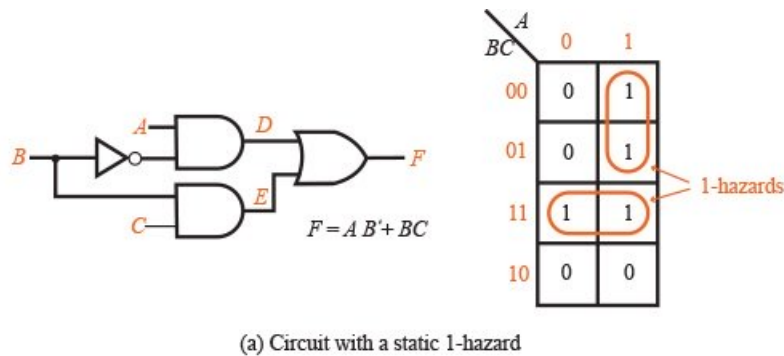 A
BC
0 1
00 0 1
A D
B F
01 0 1
1-hazards
E
11 1 1
C
F = A B' + BC
10 0 0
(a) Circuit with a static 1-hazard